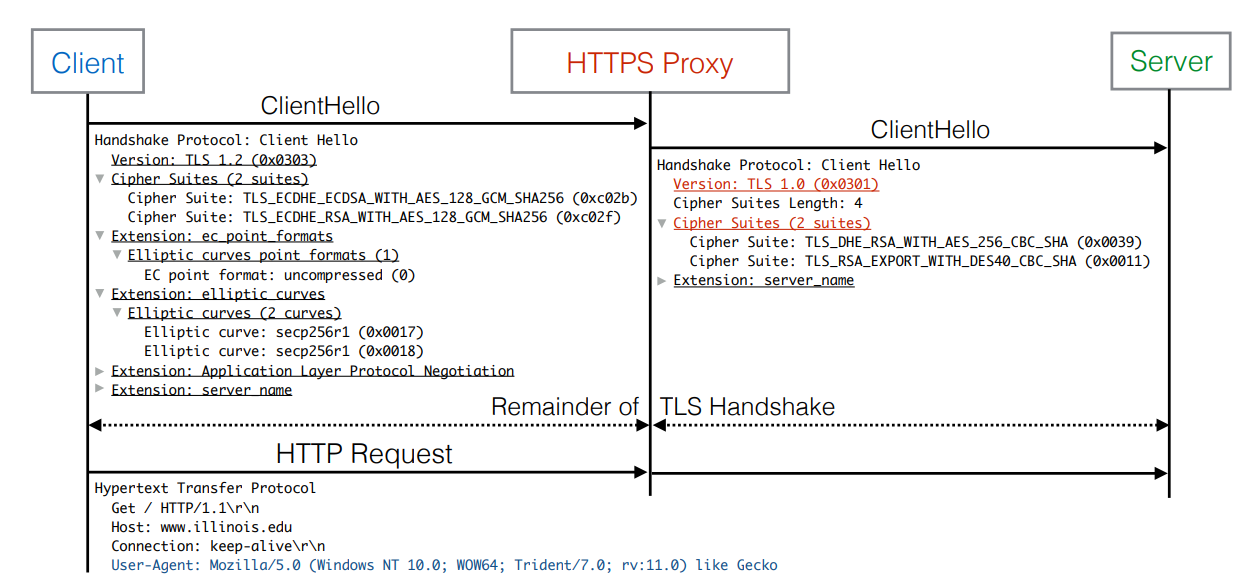 Client
HTTPS Proxy
Server
ClientHello
Handshake Protocol: Client Hello
Version: TLS 1.2 (0x0303)
Cipher Suites (2 suites)
Cipher Suite: TLS_ECDHE_ECDSA_WITH_AES_128_GCM_SHA256 (0xc02b)
Cipher Suite: TLS_ECDHE_RSA_WITH_AES_128_GCM_SHA256 (0xc02f)
Extension: ec_point_formats
Elliptic curves point formats (1)
EC point format: uncompressed (0)
Extension: elliptic curves
Elliptic curves (2 curves)
Elliptic curve: secp256r1 (0x0017)
Elliptic curve: secp256r1 (0x0018)
Extension: Application Layer Protocol Negotiation
Extension: server_name
ClientHello
Handshake Protocol: Client Hello
Version: TLS 1.0 (0x0301)
Cipher Suites Length: 4
Cipher Suites (2 suites)
Cipher Suite: TLS_DHE_RSA_WITH_AES_256_CBC_SHA (0x0039)
Cipher Suite: TLS_RSA_EXPORT_WITH_DES40_CBC_SHA (0x0011)
Extension: server_name
Remainder of TLS Handshake
HTTP Request
Hypertext Transfer Protocol
Get / HTTP/1.1\r\n
Host: www.illinois.edu
Connection: keep-alive\r\n
User-Agent: Mozilla/5.0 (Windows NT 10.0; WOW64; Trident/7.0; rv:11.0) like Gecko